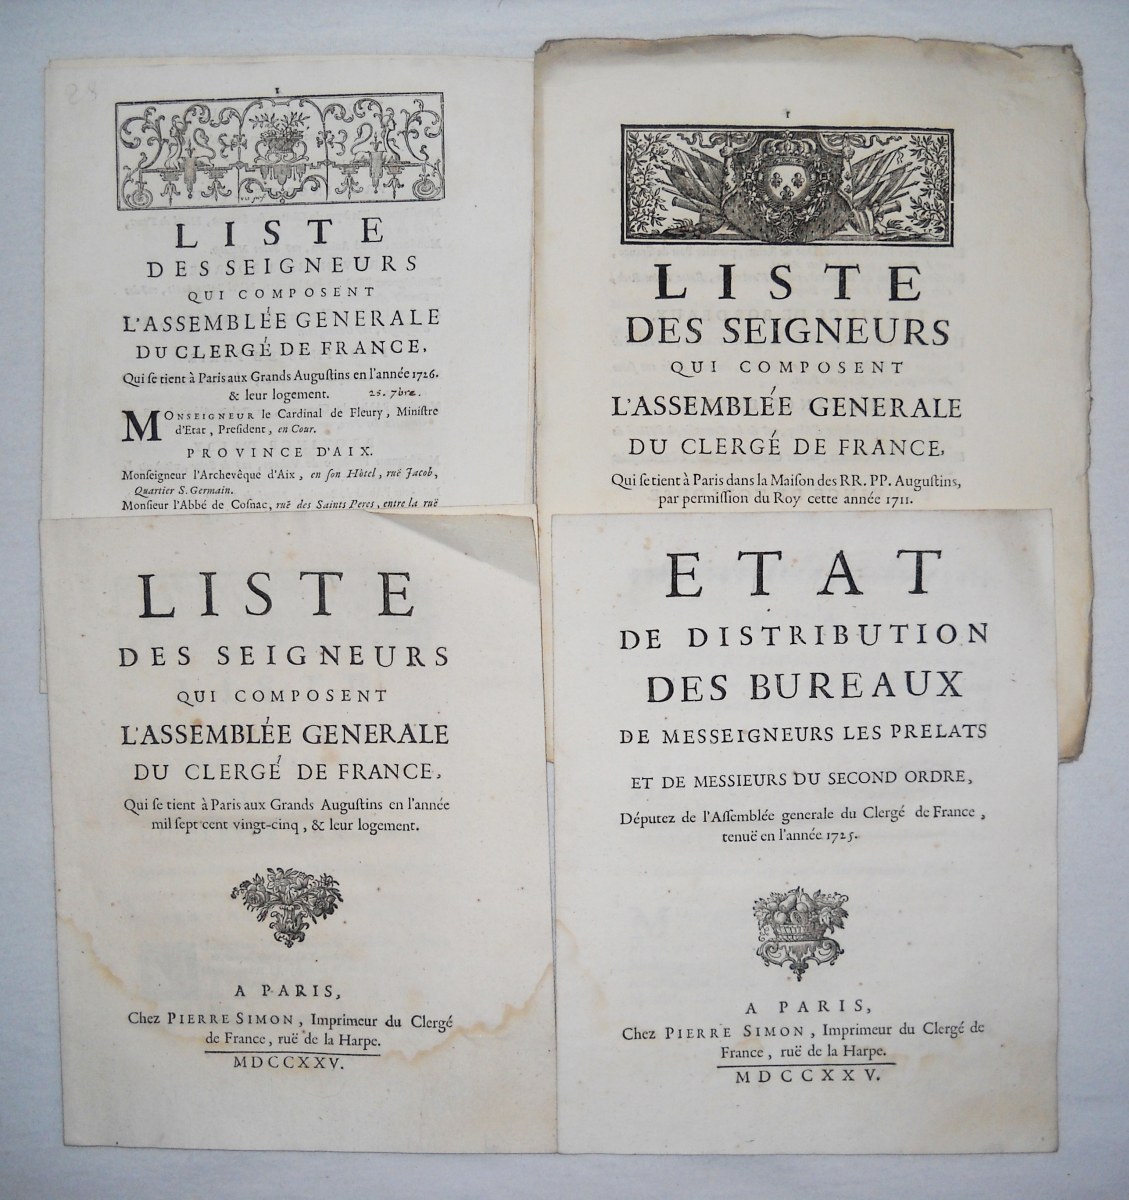 1
LISTE
DES SEIGNEURS
QUI COMPOSENT
L'ASSEMBLÉE GENERALE
DU CLERGÉ DE FRANCE,
Qui ſe tient à Paris aux Grands Auguſtins en l'année 1726.
& leur logement. 25. 7bre.
MONSEIGNEUR le Cardinal de Fleury, Miniſtre
d'Etat, Preſident, en Cour.
PROVINCE D'AIX.
Monſeigneur l'Archevêque d'Aix, en ſon Hôtel, ruë Jacob,
Quartier S. Germain.
Monſieur l'Abbé de Coſnac, ruë des Saints Peres, entre la ruë
1
LISTE
DES SEIGNEURS
QUI COMPOSENT
L'ASSEMBLÉE GENERALE
DU CLERGÉ DE FRANCE,
Qui ſe tient à Paris dans la Maiſon des RR. PP. Auguſtins,
par permiſſion du Roy cette année 1711.
LISTE
DES SEIGNEURS
QUI COMPOSENT
L'ASSEMBLÉE GENERALE
DU CLERGÉ DE FRANCE,
Qui ſe tient à Paris aux Grands Auguſtins en l'année
mil ſept cent vingt-cinq, & leur logement.
A PARIS,
Chez PIERRE SIMON, Imprimeur du Clergé
de France, ruë de la Harpe.
MDCCXXV.
ETAT
DE DISTRIBUTION
DES BUREAUX
DE MESSEIGNEURS LES PRELATS
ET DE MESSIEURS DU SECOND ORDRE,
Députez de l'Aſſemblée generale du Clergé de France,
tenuë en l'année 1725.
A PARIS,
Chez PIERRE SIMON, Imprimeur du Clergé de
France, ruë de la Harpe.
MDCCXXV.